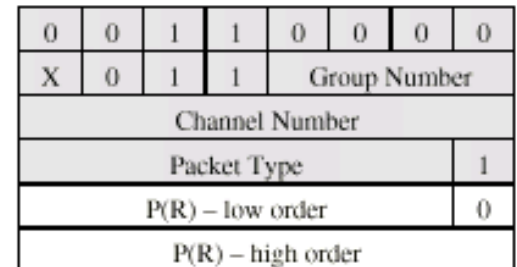 0 0 1 1 0 0 0 0
X 0 1 1 Group Number
Channel Number
Packet Type 1
P(R) – low order 0
P(R) – high order